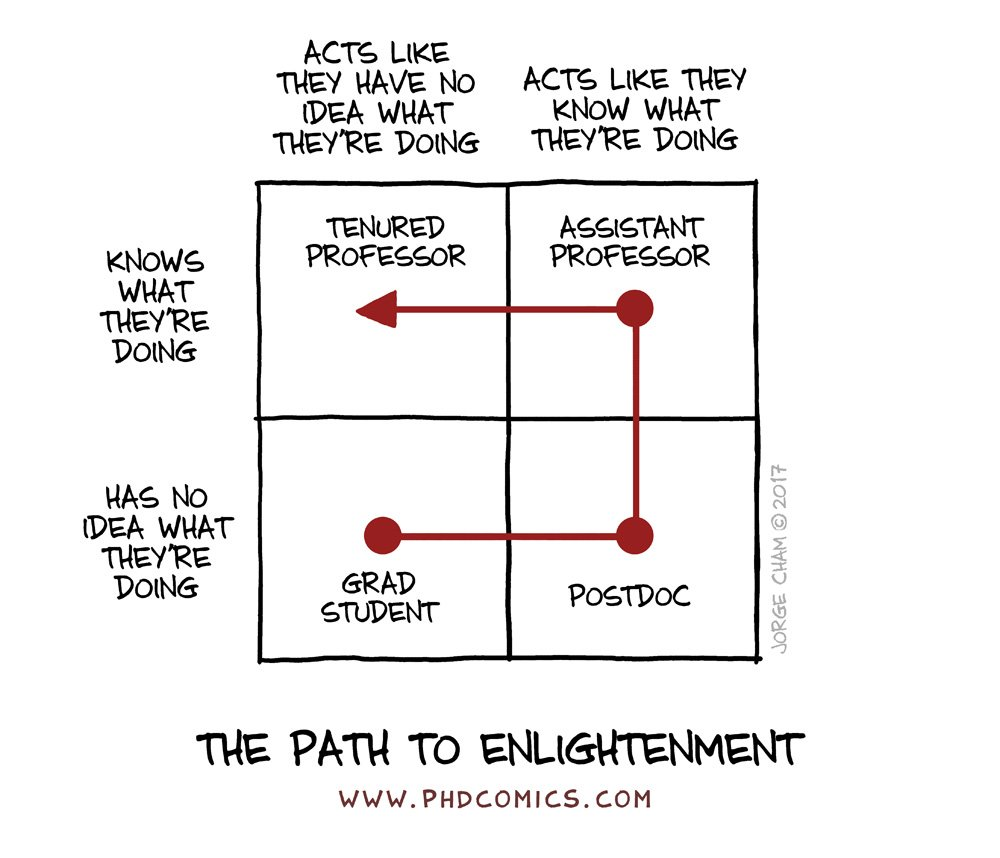 ACTS LIKE
THEY HAVE NO
IDEA WHAT
THEY'RE DOING
ACTS LIKE THEY
KNOW WHAT
THEY'RE DOING
KNOWS
WHAT
THEY'RE
DOING
TENURED
PROFESSOR
ASSISTANT
PROFESSOR
HAS NO
IDEA WHAT
THEY'RE
DOING
GRAD
STUDENT
POSTDOC
JORGE CHAM © 2017
THE PATH TO ENLIGHTENMENT
WWW.PHDCOMICS.COM